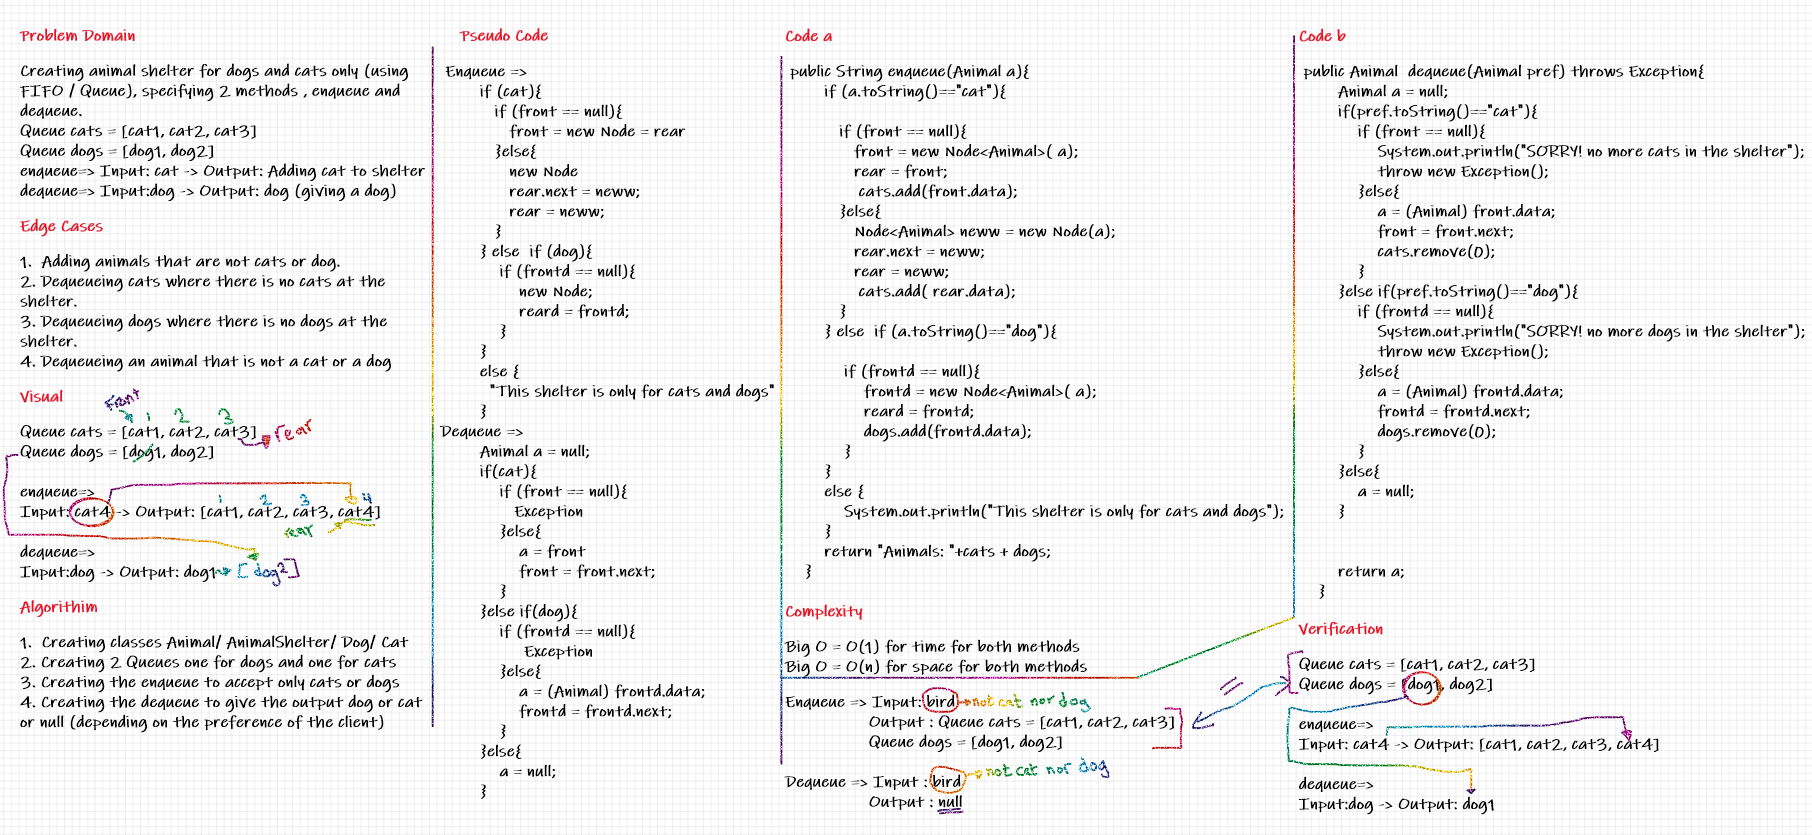 Problem Domain
Creating animal shelter for dogs and cats only (using
FIFO / Queue), specifying 2 methods , enqueue and
dequeue.
Queue cats = [cat1, cat2, cat3]
Queue dogs = [dog1, dog2]
enqueue=> Input: cat -> Output: Adding cat to shelter
dequeue=> Input:dog -> Output: dog (giving a dog)
Edge Cases
1. Adding animals that are not cats or dog.
2. Dequeueing cats where there is no cats at the
shelter.
3. Dequeueing dogs where there is no dogs at the
shelter.
4. Dequeueing an animal that is not a cat or a dog
Visual
front
1 2 3
Queue cats = [cat1, cat2, cat3]
rear
Queue dogs = [dog1, dog2]
enqueue=>
1 2 3 4
Input: cat4 -> Output: [cat1, cat2, cat3, cat4]
rear
dequeue=>
Input:dog -> Output: dog1 [dog2]
Algorithim
1. Creating classes Animal/ AnimalShelter/ Dog/ Cat
2. Creating 2 Queues one for dogs and one for cats
3. Creating the enqueue to accept only cats or dogs
4. Creating the dequeue to give the output dog or cat
or null (depending on the preference of the client)
Pseudo Code
Enqueue =>
if (cat){
if (front == null){
front = new Node = rear
}else{
new Node
rear.next = neww;
rear = neww;
}
} else if (dog){
if (frontd == null){
new Node;
reard = frontd;
}
}
else {
"This shelter is only for cats and dogs"
}
Dequeue =>
Animal a = null;
if(cat){
if (front == null){
Exception
}else{
a = front
front = front.next;
}
}else if(dog){
if (frontd == null){
Exception
}else{
a = (Animal) frontd.data;
frontd = frontd.next;
}
}else{
a = null;
}
Code a
public String enqueue(Animal a){
if (a.toString()=="cat"){
if (front == null){
front = new Node<Animal>( a);
rear = front;
cats.add(front.data);
}else{
Node<Animal> neww = new Node(a);
rear.next = neww;
rear = neww;
cats.add( rear.data);
}
} else if (a.toString()=="dog"){
if (frontd == null){
frontd = new Node<Animal>( a);
reard = frontd;
dogs.add(frontd.data);
}
}
else {
System.out.println("This shelter is only for cats and dogs");
}
return "Animals: "+cats + dogs;
}
Complexity
Big O = O(1) for time for both methods
Big O = O(n) for space for both methods
Enqueue => Input: bird not cat nor dog
Output : Queue cats = [cat1, cat2, cat3]
Queue dogs = [dog1, dog2]
Dequeue => Input : bird not cat nor dog
Output : null
Code b
public Animal dequeue(Animal pref) throws Exception{
Animal a = null;
if(pref.toString()=="cat"){
if (front == null){
System.out.println("SORRY! no more cats in the shelter");
throw new Exception();
}else{
a = (Animal) front.data;
front = front.next;
cats.remove(0);
}
}else if(pref.toString()=="dog"){
if (frontd == null){
System.out.println("SORRY! no more dogs in the shelter");
throw new Exception();
}else{
a = (Animal) frontd.data;
frontd = frontd.next;
dogs.remove(0);
}
}else{
a = null;
}
return a;
}
Verification
Queue cats = [cat1, cat2, cat3]
Queue dogs = [dog1, dog2]
=
enqueue=>
Input: cat4 -> Output: [cat1, cat2, cat3, cat4]
dequeue=>
Input:dog -> Output: dog1